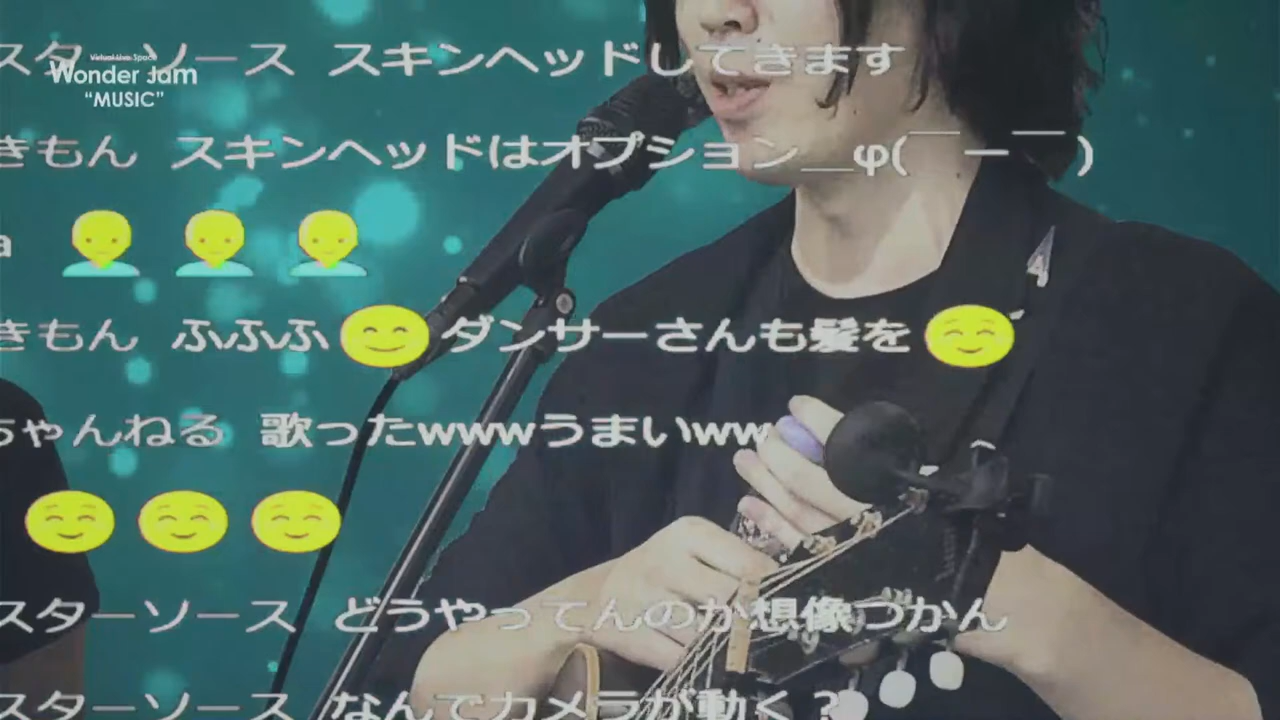 Virtual Live Space
Wonder Jam
“MUSIC”
スターソース スキンヘッドしてきます
きもん スキンヘッドはオプション__φ(￣ー￣ )
a
きもん ふふふ😊ダンサーさんも髪を😊
ちゃんねる 歌ったwwwうまいww
スターソース どうやってんのか想像つかん
スターソース なんでカメラが動く？